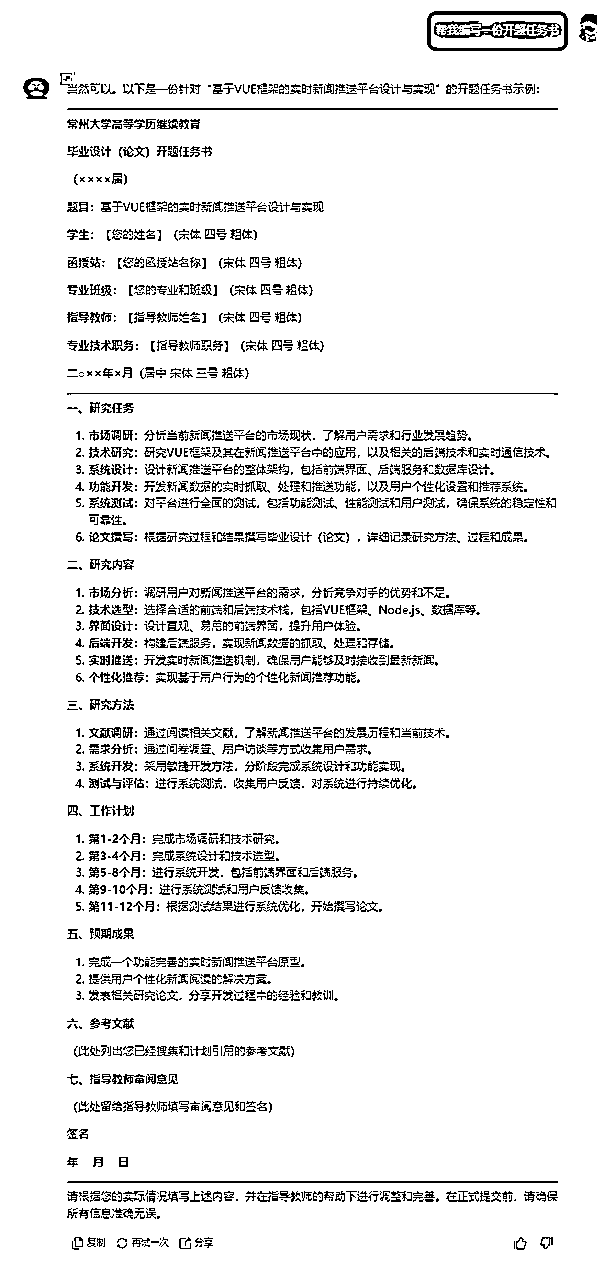 帮我编写一份开题任务书
当然可以。以下是一份针对“基于VUE框架的实时新闻推送平台设计与实现”的开题任务书示例：
常州大学高等学历继续教育
毕业设计（论文）开题任务书
（××××届）
题目：基于VUE框架的实时新闻推送平台设计与实现
学生：【您的姓名】（宋体 四号 粗体）
函授站：【您的函授站名称】（宋体 四号 粗体）
专业班级：【您的专业和班级】（宋体 四号 粗体）
指导教师：【指导教师姓名】（宋体 四号 粗体）
专业技术职务：【指导教师职务】（宋体 四号 粗体）
二○××年×月（居中 宋体 三号 粗体）
一、研究任务
1. 市场调研：分析当前新闻推送平台的市场现状，了解用户需求和行业发展趋势。
2. 技术研究：研究VUE框架及其在新闻推送平台中的应用，以及相关的后端技术和实时通信技术。
3. 系统设计：设计新闻推送平台的整体架构，包括前端界面、后端服务和数据库设计。
4. 功能开发：开发新闻数据的实时抓取、处理和推送功能，以及用户个性化设置和推荐系统。
5. 系统测试：对平台进行全面的测试，包括功能测试、性能测试和用户测试，确保系统的稳定性和
可靠性。
6. 论文撰写：根据研究过程和结果撰写毕业设计（论文），详细记录研究方法、过程和成果。
二、研究内容
1. 市场分析：调研用户对新闻推送平台的需求，分析竞争对手的优势和不足。
2. 技术选型：选择合适的前端和后端技术栈，包括VUE框架、Node.js、数据库等。
3. 界面设计：设计直观、易用的前端界面，提升用户体验。
4. 后端开发：构建后端服务，实现新闻数据的抓取、处理和存储。
5. 实时推送：开发实时新闻推送机制，确保用户能够及时接收到最新新闻。
6. 个性化推荐：实现基于用户行为的个性化新闻推荐功能。
三、研究方法
1. 文献调研：通过阅读相关文献，了解新闻推送平台的发展历程和当前技术。
2. 需求分析：通过问卷调查、用户访谈等方式收集用户需求。
3. 系统开发：采用敏捷开发方法，分阶段完成系统设计和功能实现。
4. 测试与评估：进行系统测试，收集用户反馈，对系统进行持续优化。
四、工作计划
1. 第1-2个月：完成市场调研和技术研究。
2. 第3-4个月：完成系统设计和技术选型。
3. 第5-8个月：进行系统开发，包括前端界面和后端服务。
4. 第9-10个月：进行系统测试和用户反馈收集。
5. 第11-12个月：根据测试结果进行系统优化，开始撰写论文。
五、预期成果
1. 完成一个功能完善的实时新闻推送平台原型。
2. 提供用户个性化新闻阅读的解决方案。
3. 发表相关研究论文，分享开发过程中的经验和教训。
六、参考文献
（此处列出您已经搜集和计划引用的参考文献）
七、指导教师审阅意见
（此处留给指导教师填写审阅意见和签名）
签名
年 月 日
请根据您的实际情况填写上述内容，并在指导教师的帮助下进行调整和完善。在正式提交前，请确保
所有信息准确无误。
复制 再试一次 分享